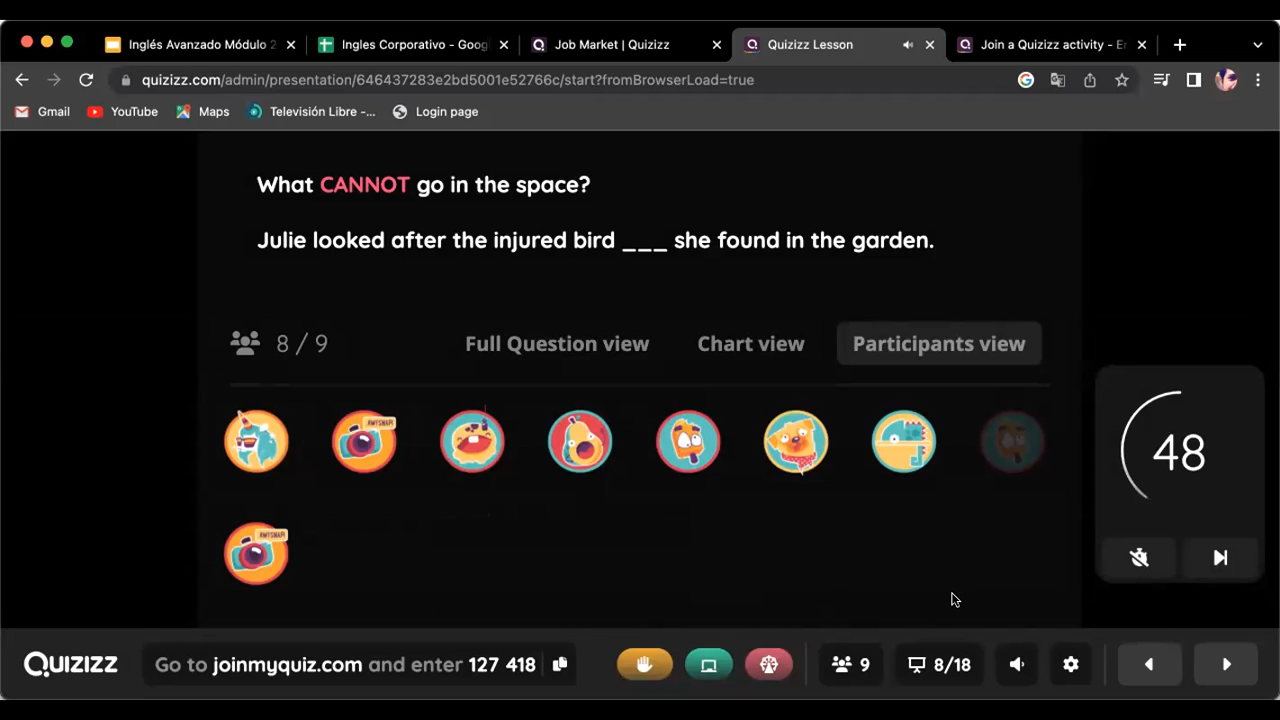 Inglés Avanzado Módulo 2
Ingles Corporativo - Goog
Job Market | Quizizz
Quizizz Lesson
Join a Quizizz activity - Er
quizizz.com/admin/presentation/646437283e2bd5001e52766c/start?fromBrowserLoad=true
Gmail
YouTube
Maps
Televisión Libre -...
Login page
What CANNOT go in the space?
Julie looked after the injured bird ___ she found in the garden.
8 / 9
Full Question view
Chart view
Participants view
AWYSNAP!
48
AWYSNAP!
QUIZIZZ
Go to joinmyquiz.com and enter 127 418
9
8/18